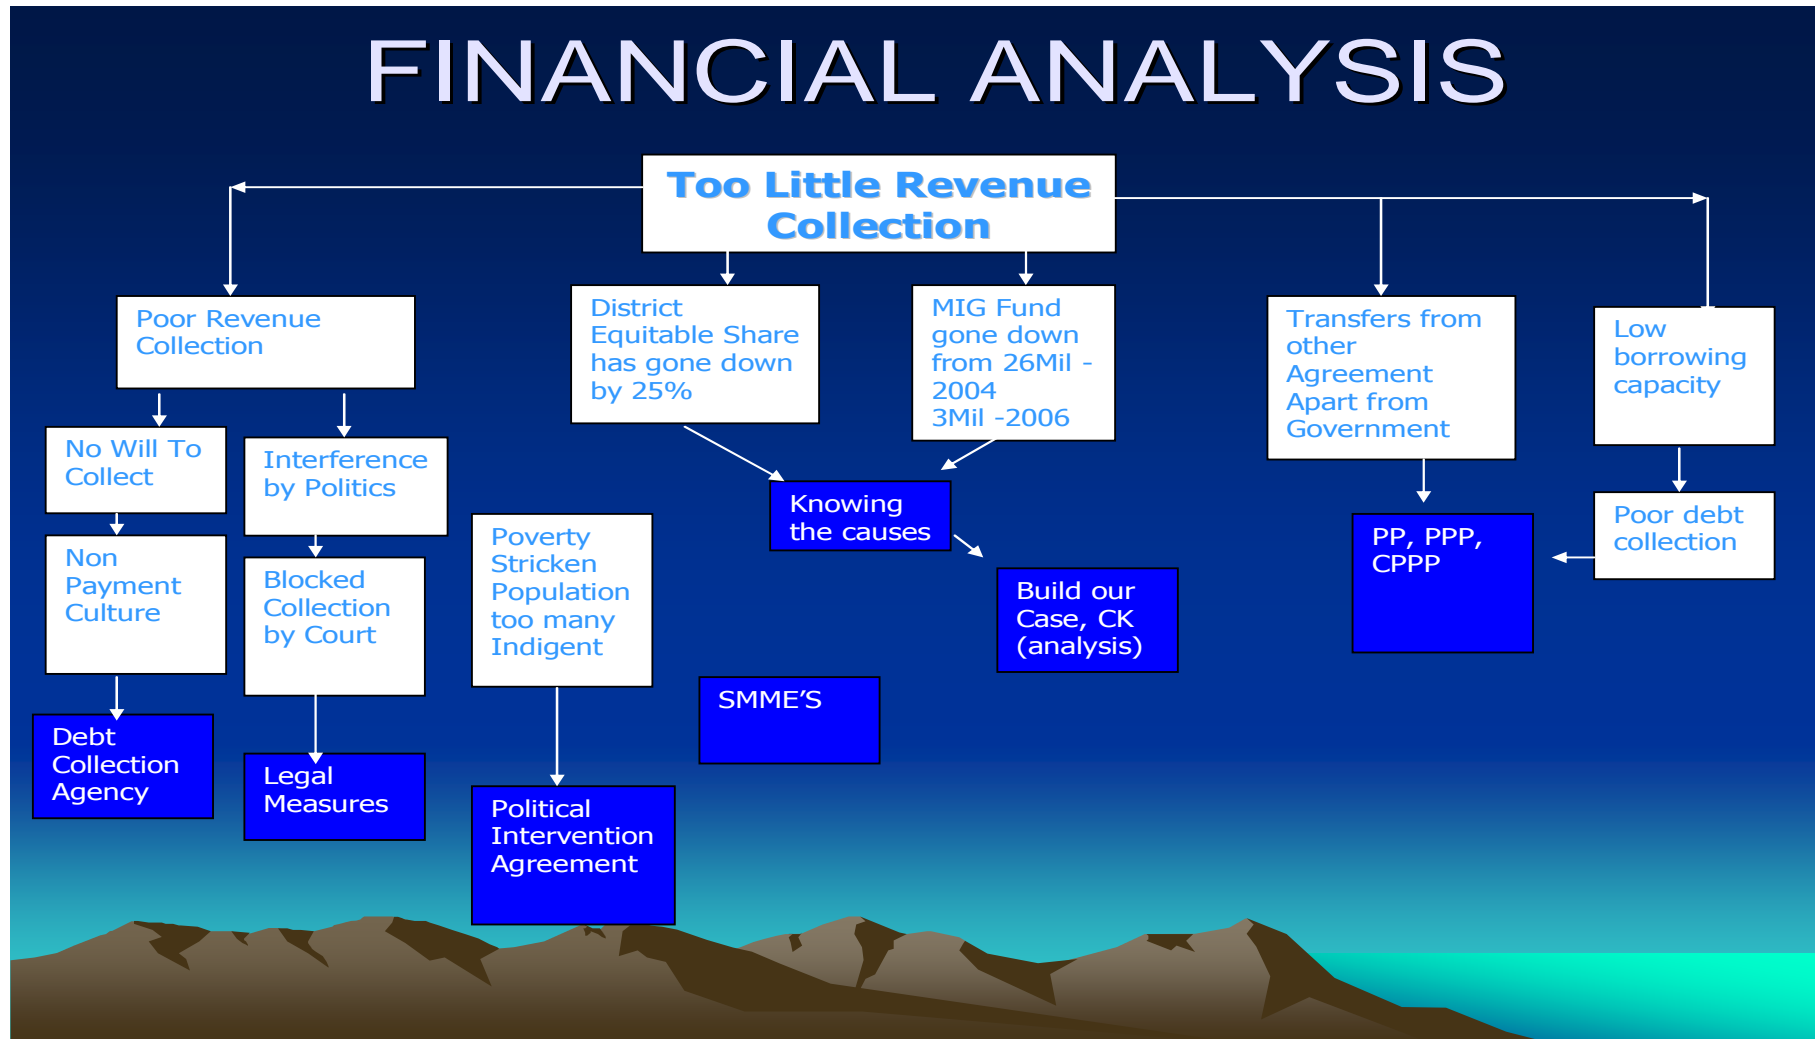 FINANCIAL ANALYSIS
Too Little Revenue
Collection
Poor Revenue
Collection
District
Equitable Share
has gone down
by 25%
MIG Fund
gone down
from 26Mil -
2004
3Mil -2006
Transfers from
other
Agreement
Apart from
Government
Low
borrowing
capacity
No Will To
Collect
Interference
by Politics
Knowing
the causes
Poor debt
collection
Non
Payment
Culture
Blocked
Collection
by Court
Poverty
Stricken
Population
too many
Indigent
PP, PPP,
CPPP
Build our
Case, CK
(analysis)
SMME’S
Debt
Collection
Agency
Legal
Measures
Political
Intervention
Agreement